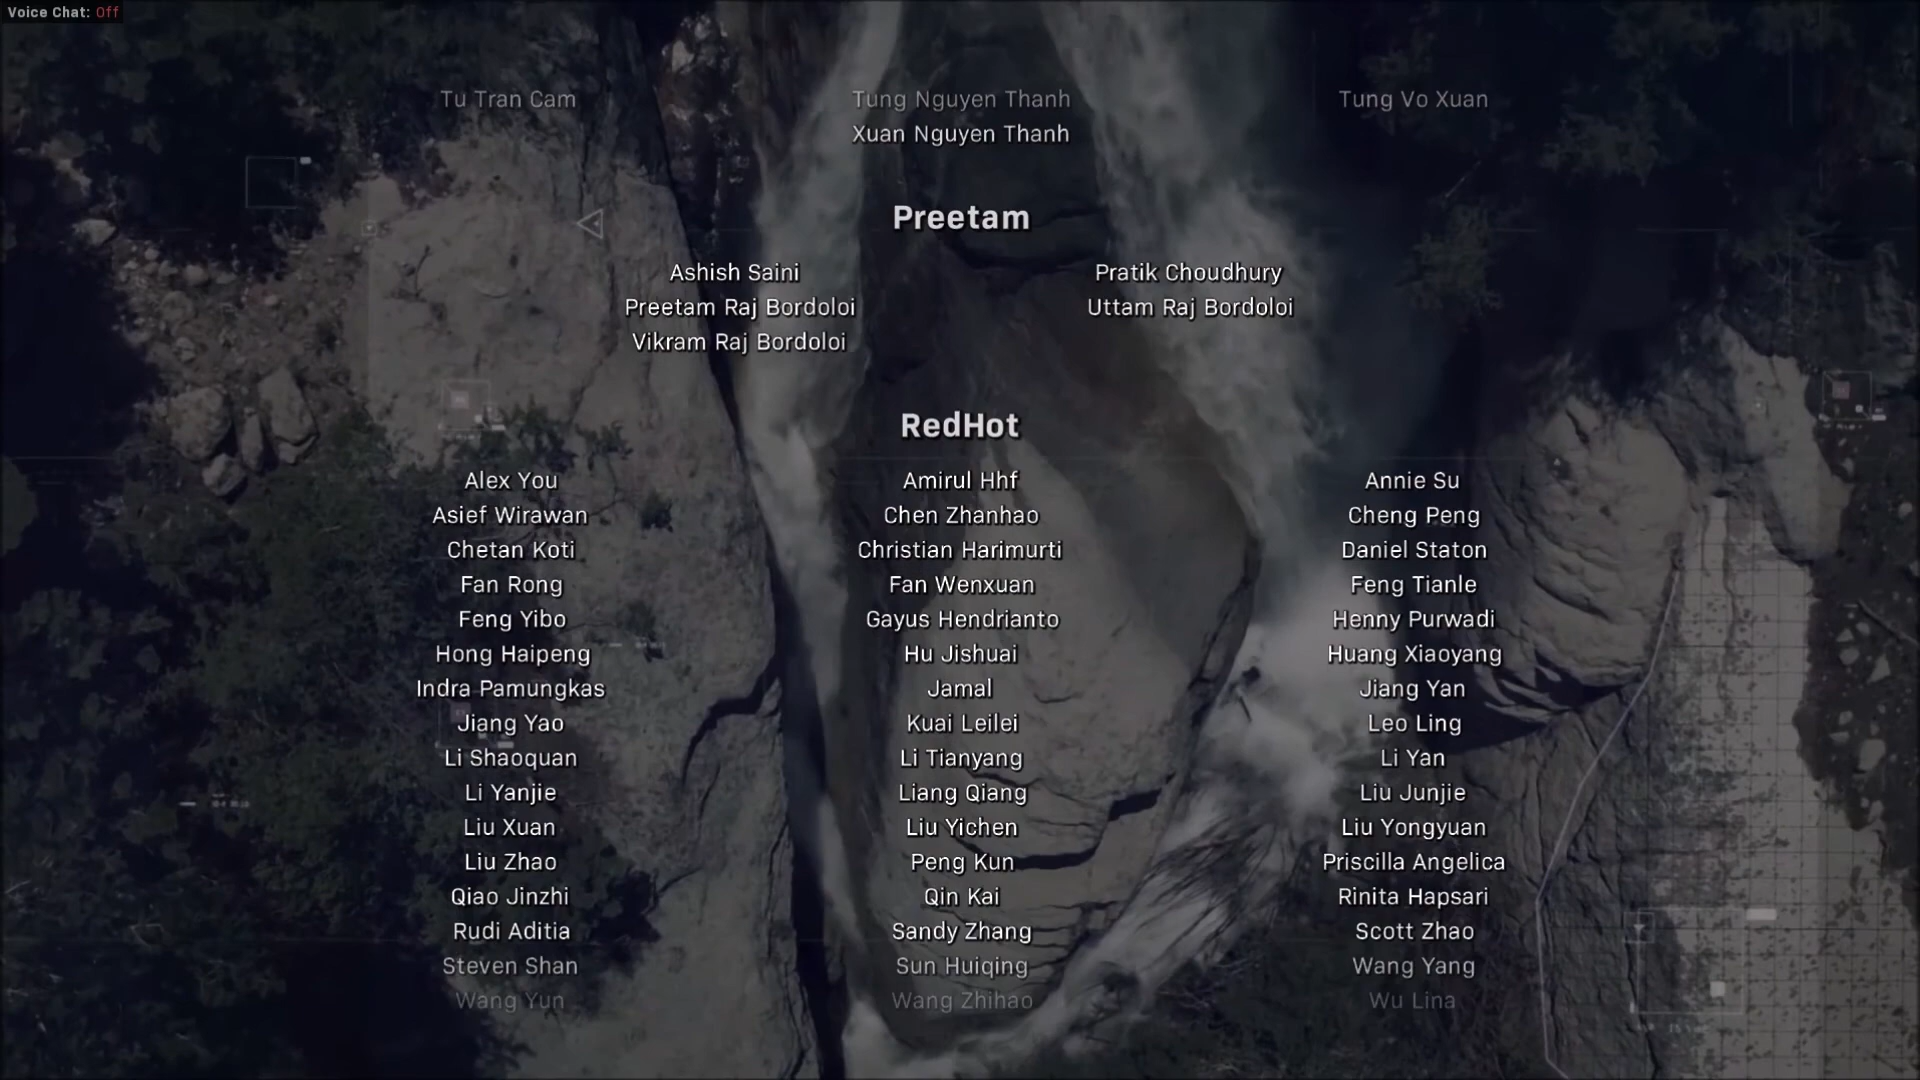 Voice Chat: Off
Tu Tran Cam Tung Nguyen Thanh Tung Vo Xuan
Xuan Nguyen Thanh
Preetam
Ashish Saini Pratik Choudhury
Preetam Raj Bordoloi Uttam Raj Bordoloi
Vikram Raj Bordoloi
RedHot
Alex You Amirul Hhf Annie Su
Asief Wirawan Chen Zhanhao Cheng Peng
Chetan Koti Christian Harimurti Daniel Staton
Fan Rong Fan Wenxuan Feng Tianle
Feng Yibo Gayus Hendrianto Henny Purwadi
Hong Haipeng Hu Jishuai Huang Xiaoyang
Indra Pamungkas Jamal Jiang Yan
Jiang Yao Kuai Leilei Leo Ling
Li Shaoquan Li Tianyang Li Yan
Li Yanjie Liang Qiang Liu Junjie
Liu Xuan Liu Yichen Liu Yongyuan
Liu Zhao Peng Kun Priscilla Angelica
Qiao Jinzhi Qin Kai Rinita Hapsari
Rudi Aditia Sandy Zhang Scott Zhao
Steven Shan Sun Huiqing Wang Yang
Wang Yun Wang Zhihao Wu Lina